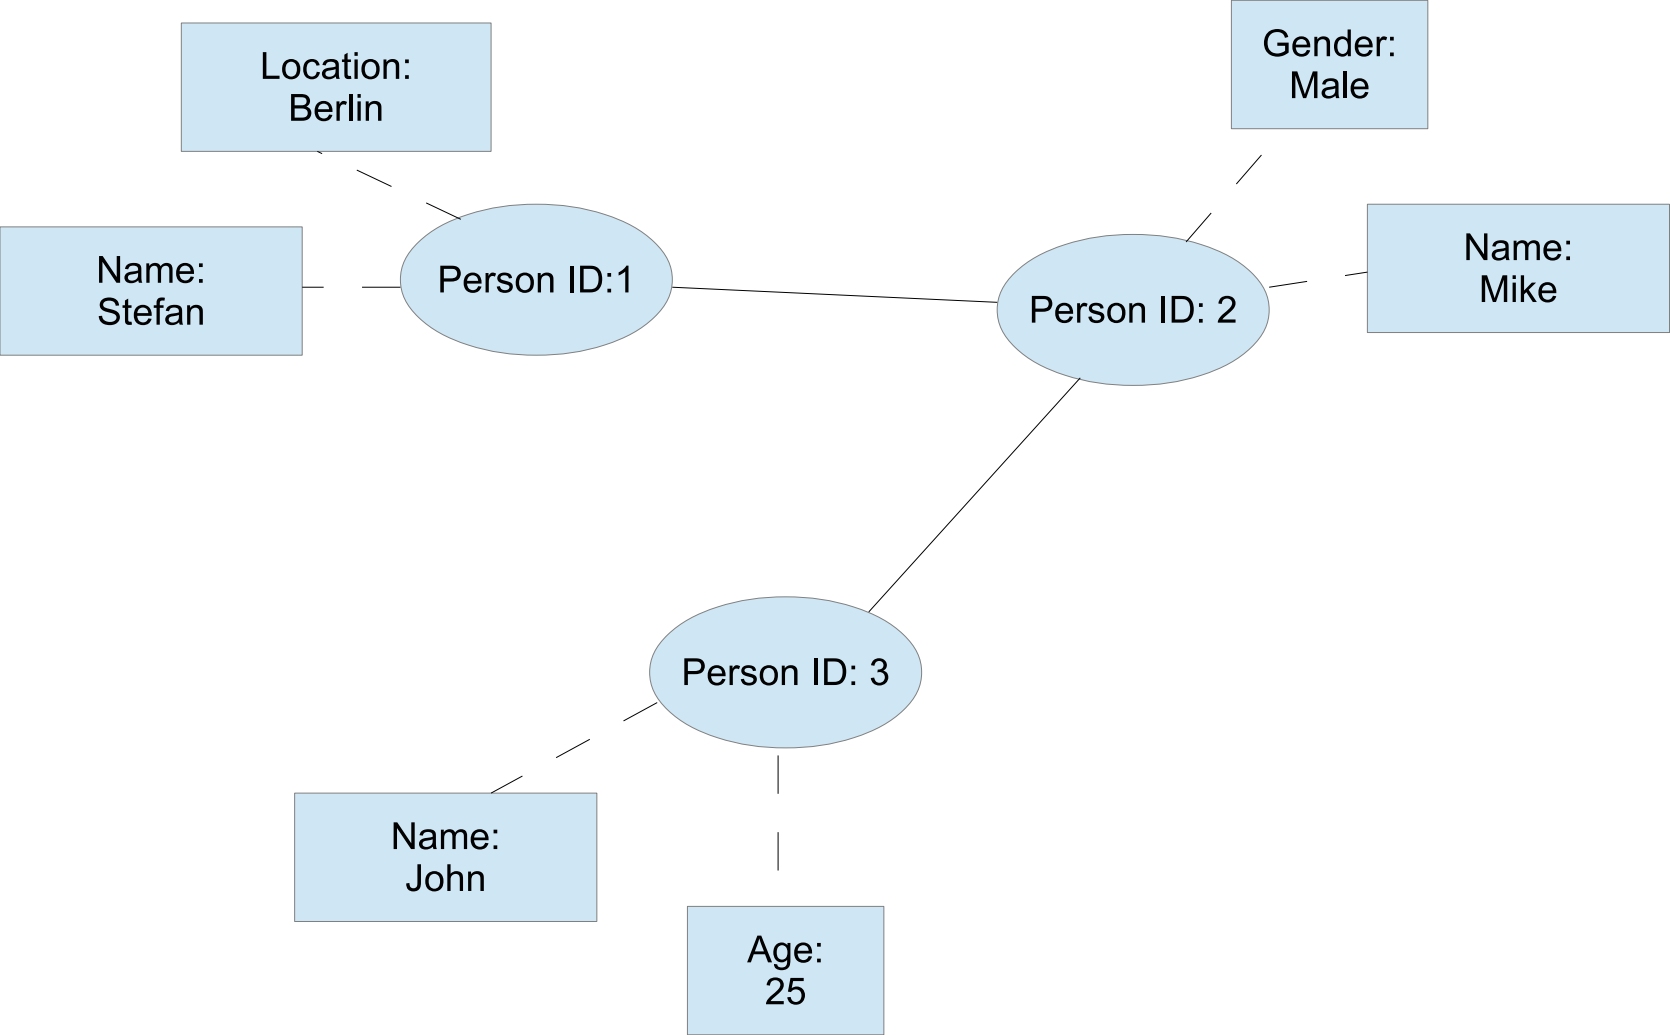 Location:
Berlin
Gender:
Male
Name:
Stefan
Person ID:1
Person ID: 2
Name:
Mike
Person ID: 3
Name:
John
Age:
25